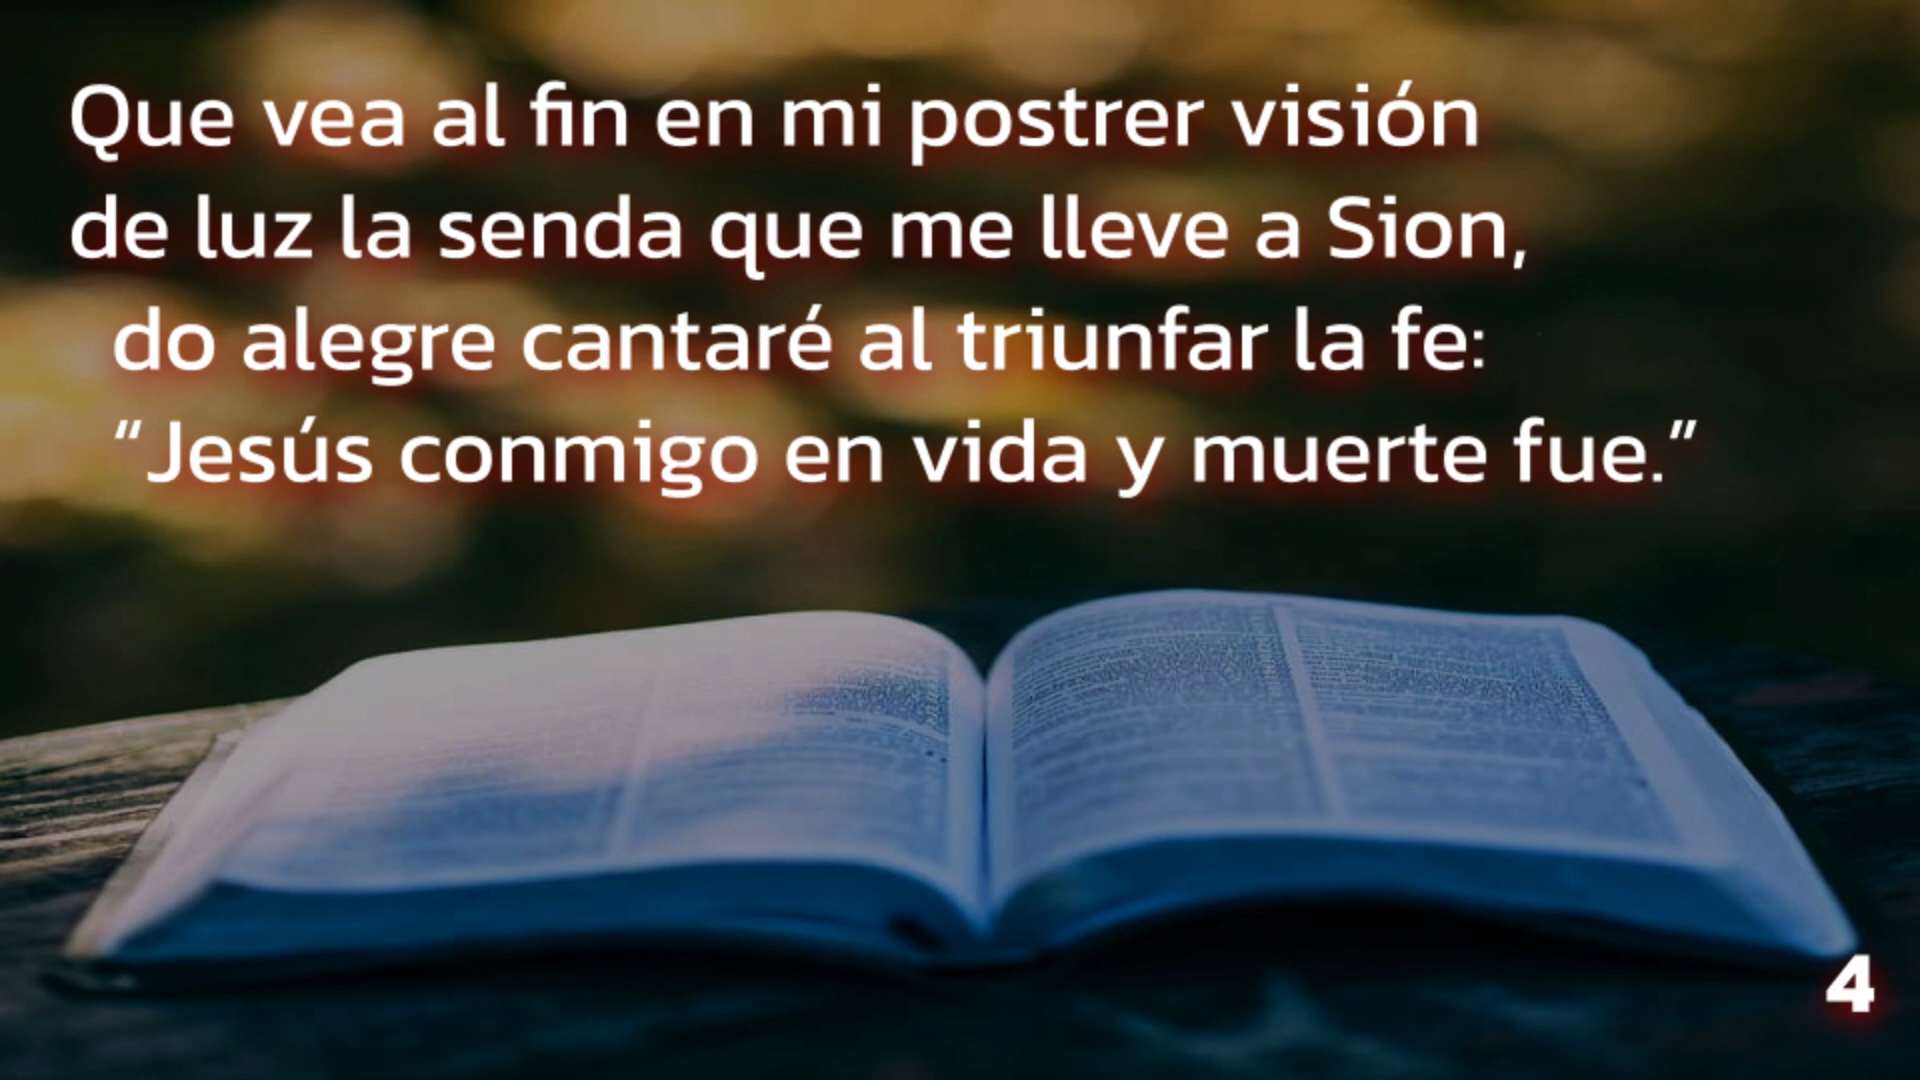 Que vea al fin en mi postrer visión
de luz la senda que me lleve a Sion,
do alegre cantaré al triunfar la fe:
“Jesús conmigo en vida y muerte fue.”
4